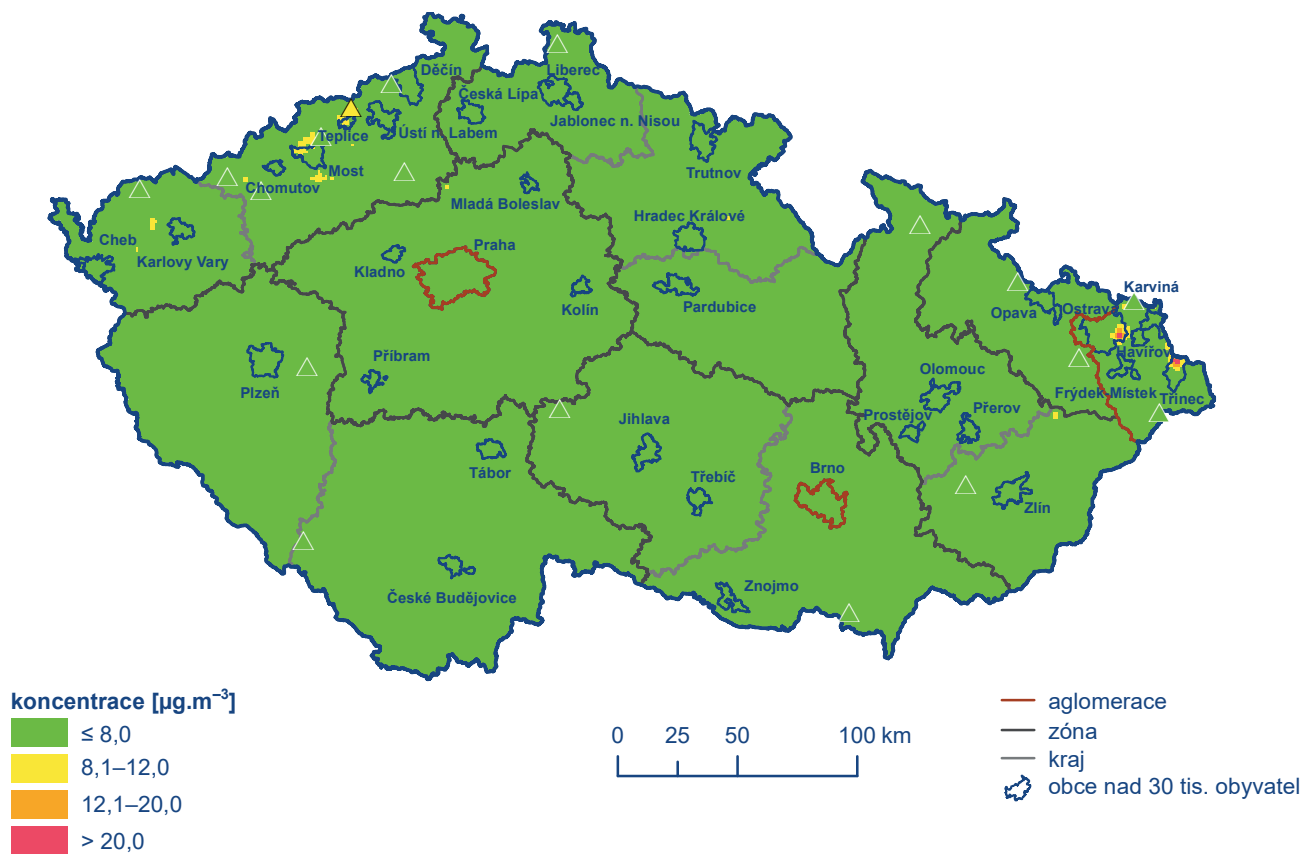 Děčín
Liberec
Česká Lípa
Jablonec n. Nisou
Teplice
Ústí n. Labem
Trutnov
Most
Chomutov
Mladá Boleslav
Hradec Králové
Cheb
Karlovy Vary
Praha
Kladno
Kolín
Pardubice
Karviná
Opava
Ostrava
Havířov
Příbram
Plzeň
Olomouc
Frýdek Místek
Třinec
Prostějov
Přerov
Jihlava
Tábor
Třebíč
Brno
Zlín
České Budějovice
Znojmo
koncentrace [µg.m⁻³]
≤ 8,0
8,1–12,0
12,1–20,0
> 20,0
0 25 50 100 km
aglomerace
zóna
kraj
obce nad 30 tis. obyvatel